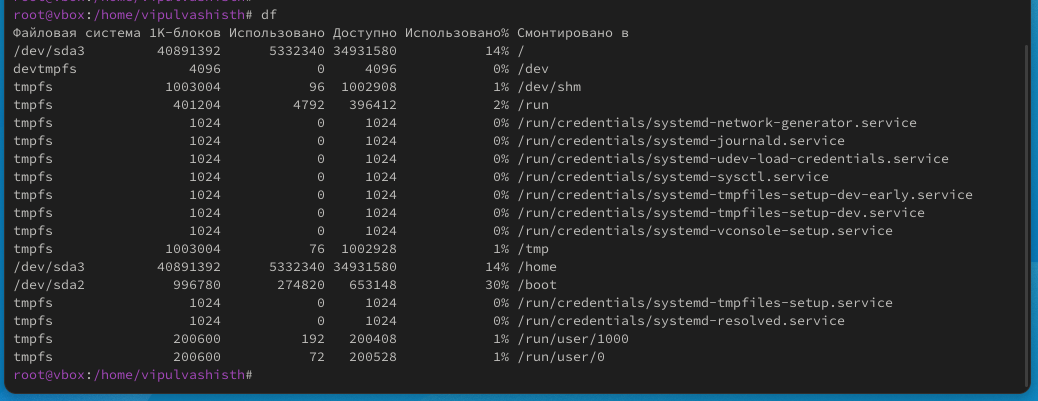 root@vbox:/home/vipulvashisth# df
Файловая система 1K-блоков Использовано Доступно Использовано% Смонтировано в
/dev/sda3         40891392      5332340 34931580           14% /
devtmpfs              4096            0     4096            0% /dev
tmpfs              1003004           96  1002908            1% /dev/shm
tmpfs               401204         4792   396412            2% /run
tmpfs                 1024            0     1024            0% /run/credentials/systemd-network-generator.service
tmpfs                 1024            0     1024            0% /run/credentials/systemd-journald.service
tmpfs                 1024            0     1024            0% /run/credentials/systemd-udev-load-credentials.service
tmpfs                 1024            0     1024            0% /run/credentials/systemd-sysctl.service
tmpfs                 1024            0     1024            0% /run/credentials/systemd-tmpfiles-setup-dev-early.service
tmpfs                 1024            0     1024            0% /run/credentials/systemd-tmpfiles-setup-dev.service
tmpfs                 1024            0     1024            0% /run/credentials/systemd-vconsole-setup.service
tmpfs              1003004           76  1002928            1% /tmp
/dev/sda3         40891392      5332340 34931580           14% /home
/dev/sda2           996780       274820   653148           30% /boot
tmpfs                 1024            0     1024            0% /run/credentials/systemd-tmpfiles-setup.service
tmpfs                 1024            0     1024            0% /run/credentials/systemd-resolved.service
tmpfs               200600          192   200408            1% /run/user/1000
tmpfs               200600           72   200528            1% /run/user/0
root@vbox:/home/vipulvashisth#